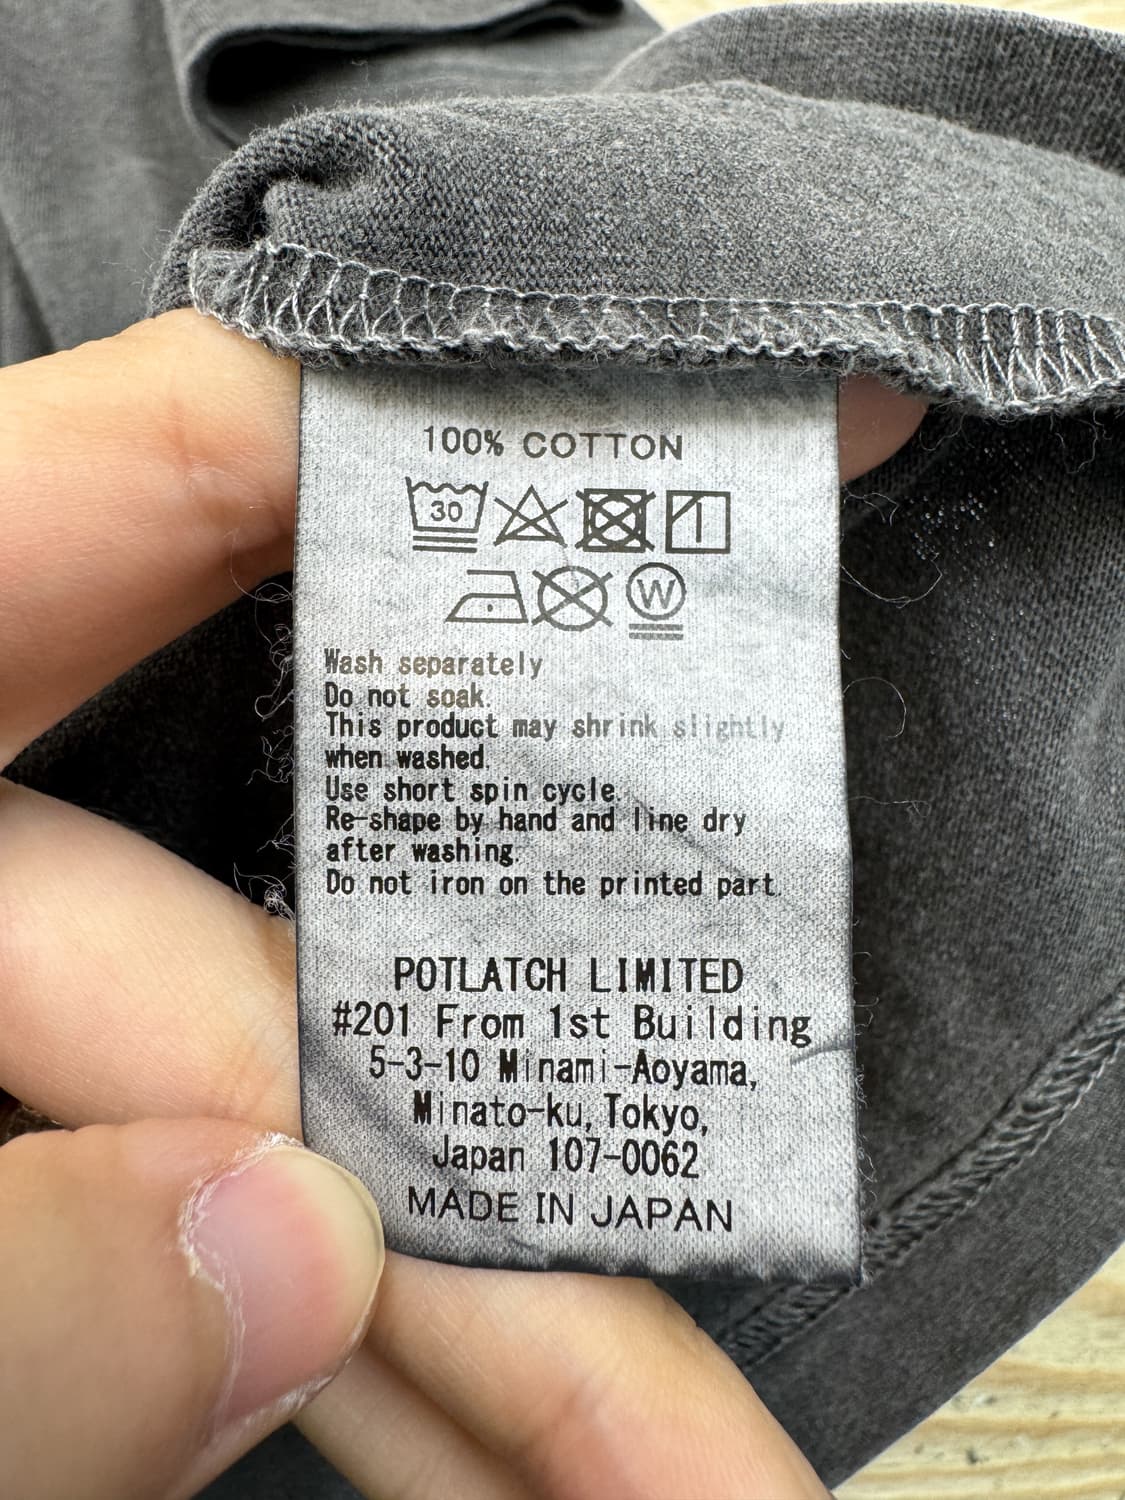 100% COTTON
30
W
Wash separately
Do not soak.
This product may shrink slightly
when washed.
Use short spin cycle.
Re-shape by hand and line dry
after washing.
Do not iron on the printed part.
POTLATCH LIMITED
#201 From 1st Building
5-3-10 Minami-Aoyama,
Minato-ku,Tokyo,
Japan 107-0062
MADE IN JAPAN